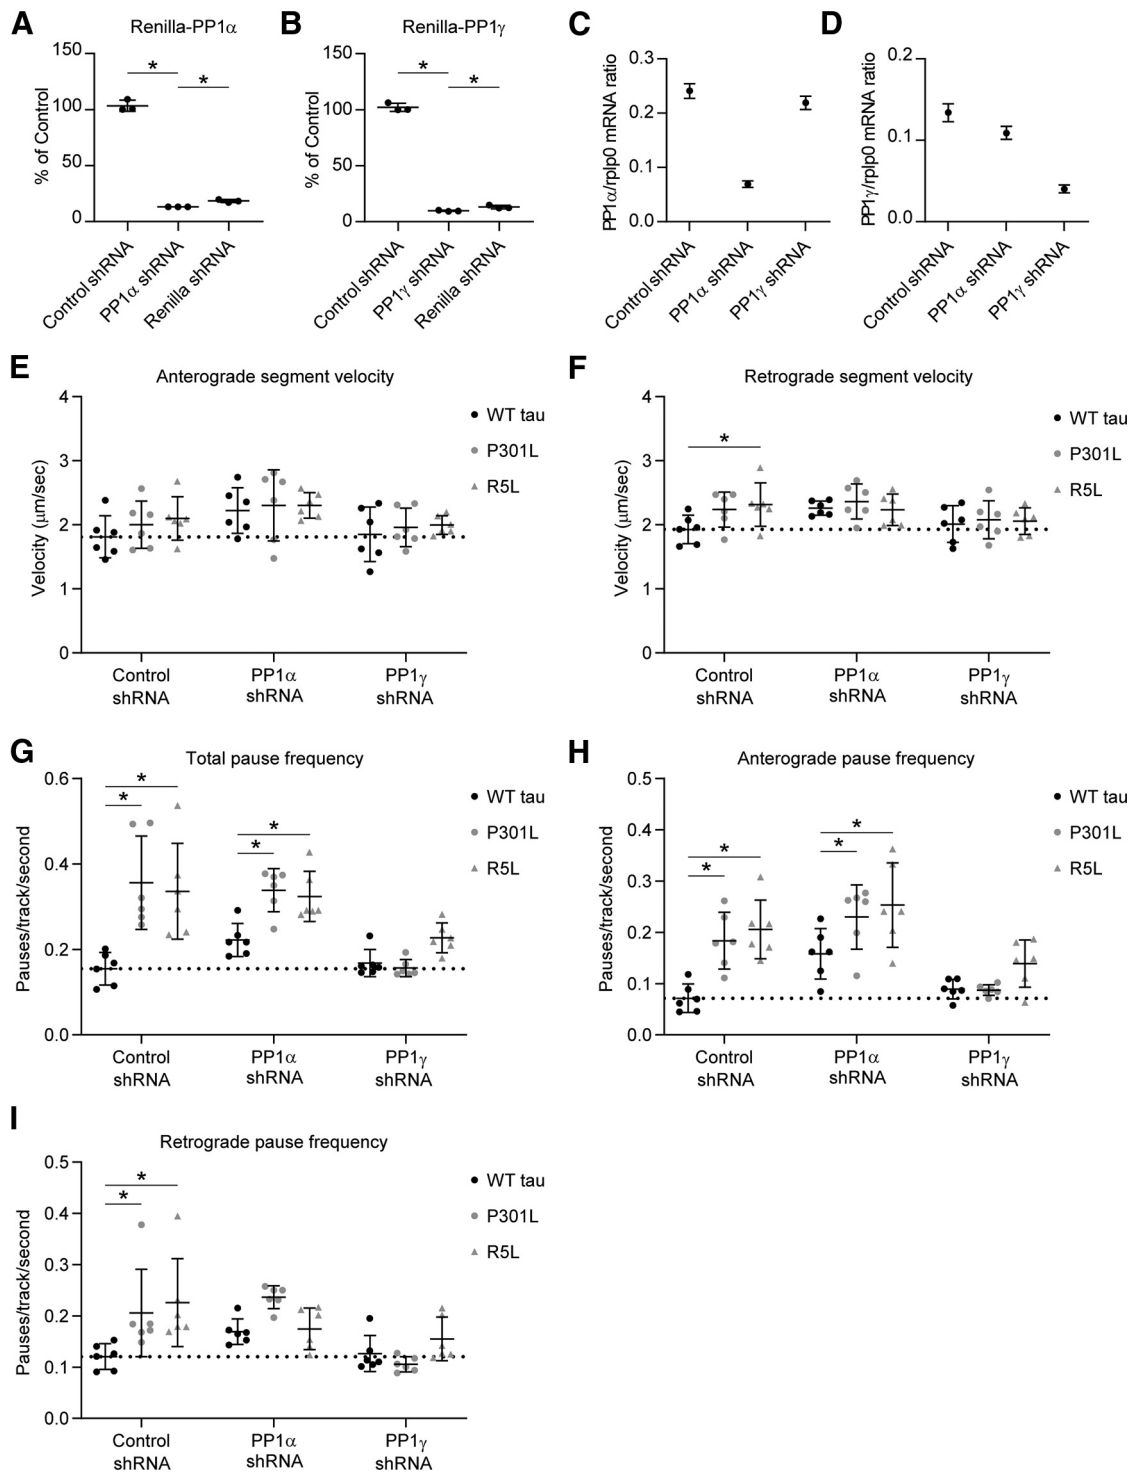 A
Renilla-PP1α
% of Control
150
100
50
0
*
*
Control shRNA
PP1α shRNA
Renilla shRNA
B
Renilla-PP1γ
% of Control
150
100
50
0
*
*
Control shRNA
PP1γ shRNA
Renilla shRNA
C
PP1α/rplp0 mRNA ratio
0.3
0.2
0.1
0.0
Control shRNA
PP1α shRNA
PP1γ shRNA
D
PP1γ/rplp0 mRNA ratio
0.2
0.1
0.0
Control shRNA
PP1α shRNA
PP1γ shRNA
E
Anterograde segment velocity
Velocity (μm/sec)
4
3
2
1
0
WT tau
P301L
R5L
Control
shRNA
PP1α
shRNA
PP1γ
shRNA
F
Retrograde segment velocity
Velocity (μm/sec)
4
3
2
1
0
*
WT tau
P301L
R5L
Control
shRNA
PP1α
shRNA
PP1γ
shRNA
G
Total pause frequency
Pauses/track/second
0.6
0.4
0.2
0.0
*
*
*
*
WT tau
P301L
R5L
Control
shRNA
PP1α
shRNA
PP1γ
shRNA
H
Anterograde pause frequency
Pauses/track/second
0.5
0.4
0.3
0.2
0.1
0.0
*
*
*
*
WT tau
P301L
R5L
Control
shRNA
PP1α
shRNA
PP1γ
shRNA
I
Retrograde pause frequency
Pauses/track/second
0.5
0.4
0.3
0.2
0.1
0.0
*
*
WT tau
P301L
R5L
Control
shRNA
PP1α
shRNA
PP1γ
shRNA